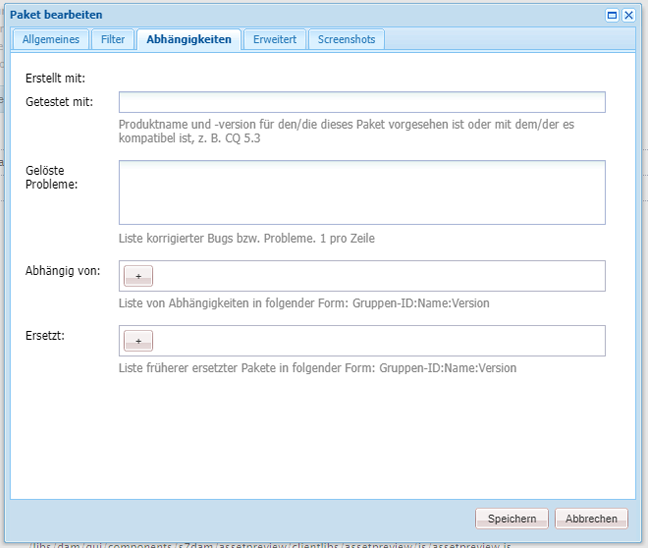 Paket bearbeiten
Allgemeines Filter Abhängigkeiten Erweitert Screenshots
Erstellt mit:
Getestet mit:
Produktname und -version für den/die dieses Paket vorgesehen ist oder mit dem/der es
kompatibel ist, z. B. CQ 5.3
Gelöste
Probleme:
Liste korrigierter Bugs bzw. Probleme. 1 pro Zeile
Abhängig von:
+
Liste von Abhängigkeiten in folgender Form: Gruppen-ID:Name:Version
Ersetzt:
+
Liste früherer ersetzter Pakete in folgender Form: Gruppen-ID:Name:Version
Speichern Abbrechen
/libs/dam/gui/components/s7dam/assetpreview/clientlibs/assetpreview/js/assetpreview.js